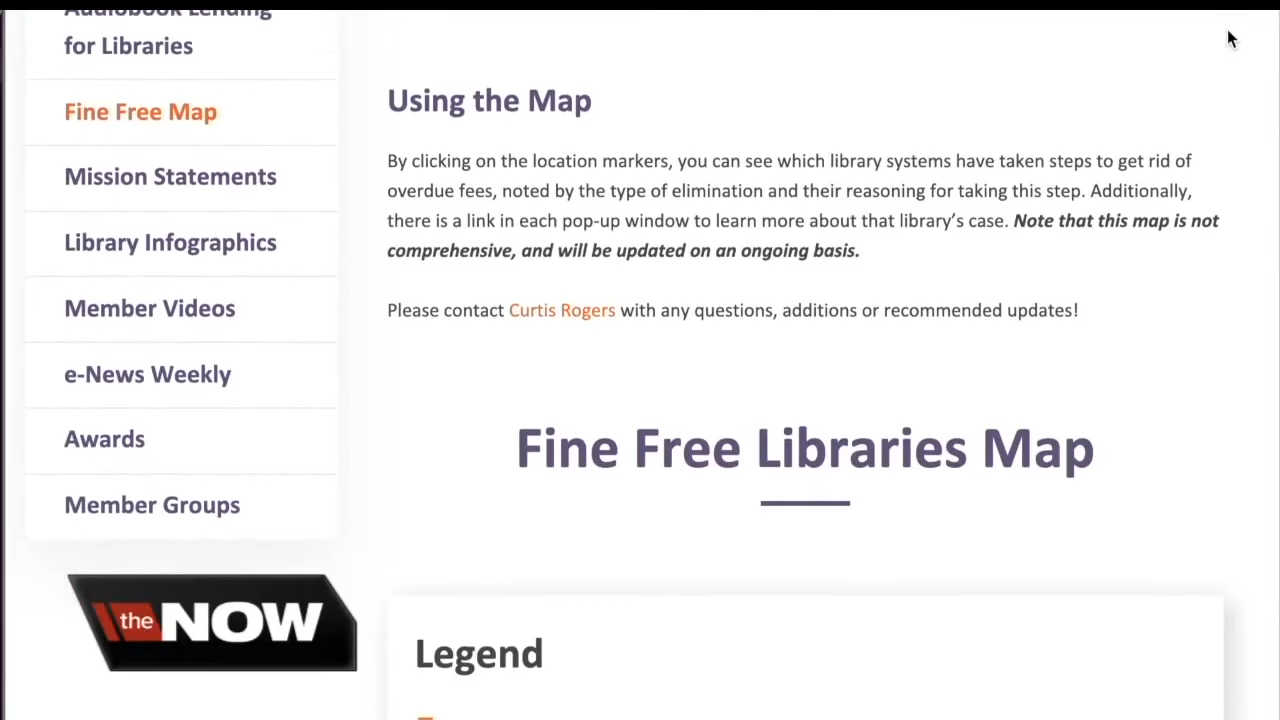 Audiobook Lending
for Libraries
Fine Free Map
Mission Statements
Library Infographics
Member Videos
e-News Weekly
Awards
Member Groups
the NOW
Using the Map
By clicking on the location markers, you can see which library systems have taken steps to get rid of
overdue fees, noted by the type of elimination and their reasoning for taking this step. Additionally,
there is a link in each pop-up window to learn more about that library’s case. Note that this map is not
comprehensive, and will be updated on an ongoing basis.
Please contact Curtis Rogers with any questions, additions or recommended updates!
Fine Free Libraries Map
Legend